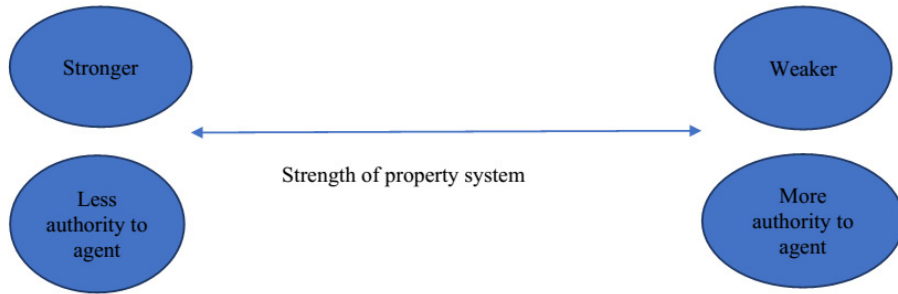 Stronger
Weaker
Strength of property system
Less
authority to
agent
More
authority to
agent